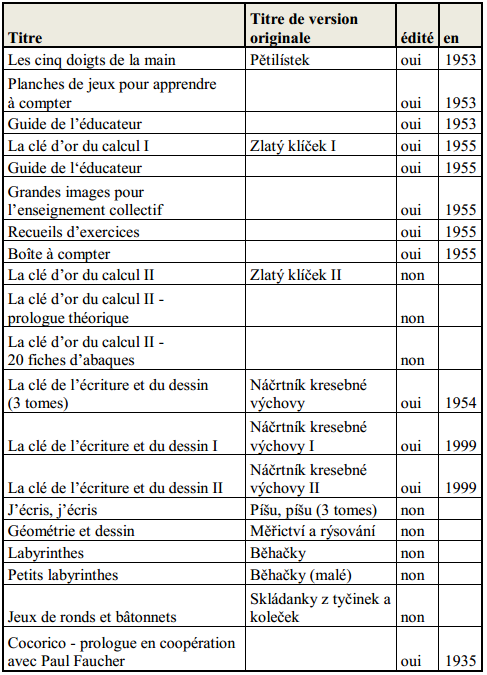 Titre Titre de version originale édité en
Les cinq doigts de la main Pětilístek oui 1953
Planches de jeux pour apprendre
à compter oui 1953
Guide de l'éducateur oui 1953
La clé d'or du calcul I Zlatý klíček I oui 1955
Guide de l'éducateur oui 1955
Grandes images pour
l'enseignement collectif oui 1955
Recueils d'exercices oui 1955
Boîte à compter oui 1955
La clé d'or du calcul II Zlatý klíček II non
La clé d'or du calcul II -
prologue théorique non
La clé d'or du calcul II -
20 fiches d'abaques non
La clé de l'écriture et du dessin Náčrtník kresebné
(3 tomes) výchovy oui 1954
Náčrtník kresebné
La clé de l'écriture et du dessin I výchovy I oui 1999
Náčrtník kresebné
La clé de l'écriture et du dessin II výchovy II oui 1999
J'écris, j'écris Píšu, píšu (3 tomes) non
Géométrie et dessin Měřictví a rýsování non
Labyrinthes Běhačky non
Petits labyrinthes Běhačky (malé) non
Skládanky z tyčinek a
Jeux de ronds et bâtonnets koleček non
Cocorico - prologue en coopération
avec Paul Faucher oui 1935